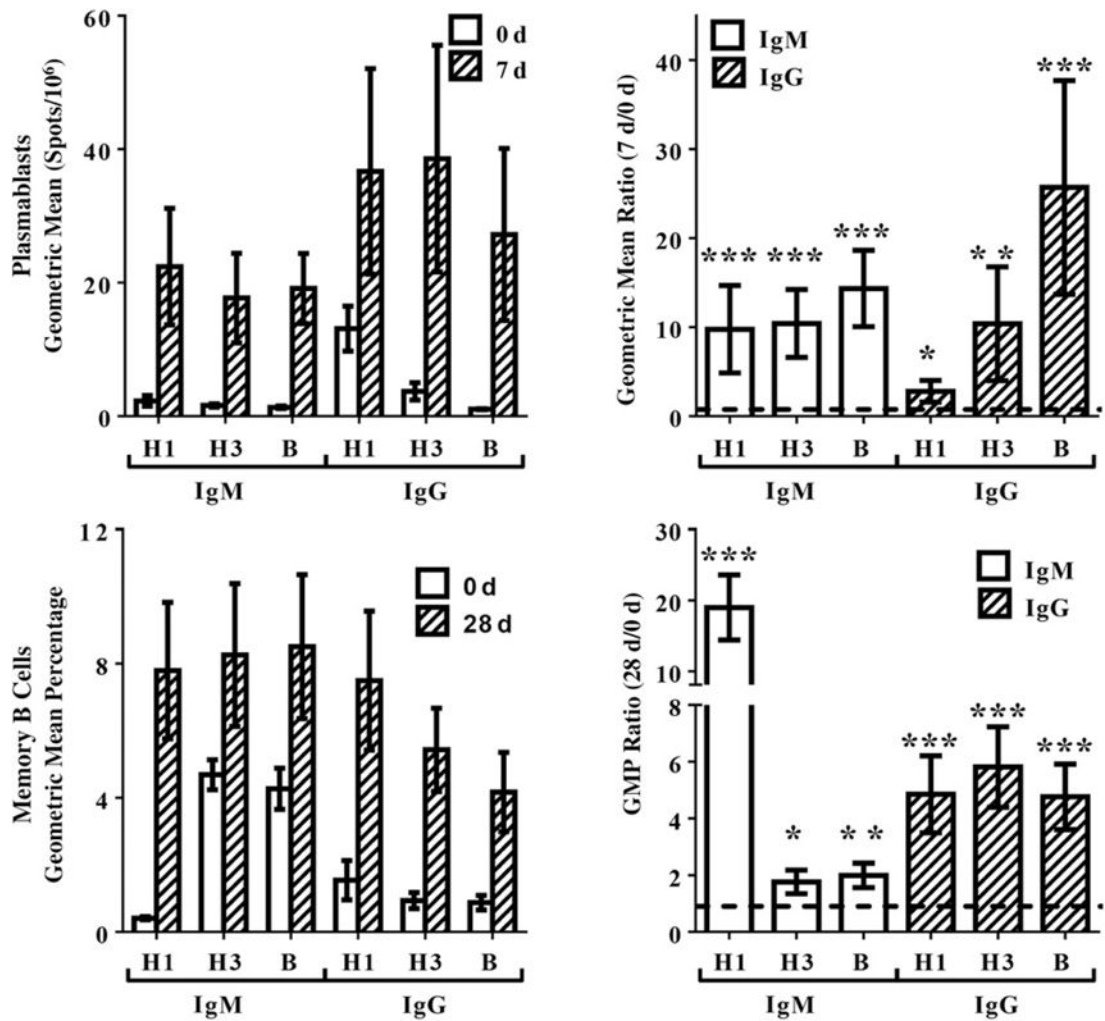 Plasmablasts
Geometric Mean (Spots/10⁶)
60
40
20
0
0 d
7 d
H1 H3 B H1 H3 B
IgM IgG
Geometric Mean Ratio (7 d/0 d)
40
30
20
10
0
IgM
IgG
*** *** *** * ** ***
H1 H3 B H1 H3 B
IgM IgG
Memory B Cells
Geometric Mean Percentage
12
8
4
0
0 d
28 d
H1 H3 B H1 H3 B
IgM IgG
GMP Ratio (28 d/0 d)
30
20
10
8
6
4
2
0
IgM
IgG
*** * ** *** *** ***
H1 H3 B H1 H3 B
IgM IgG